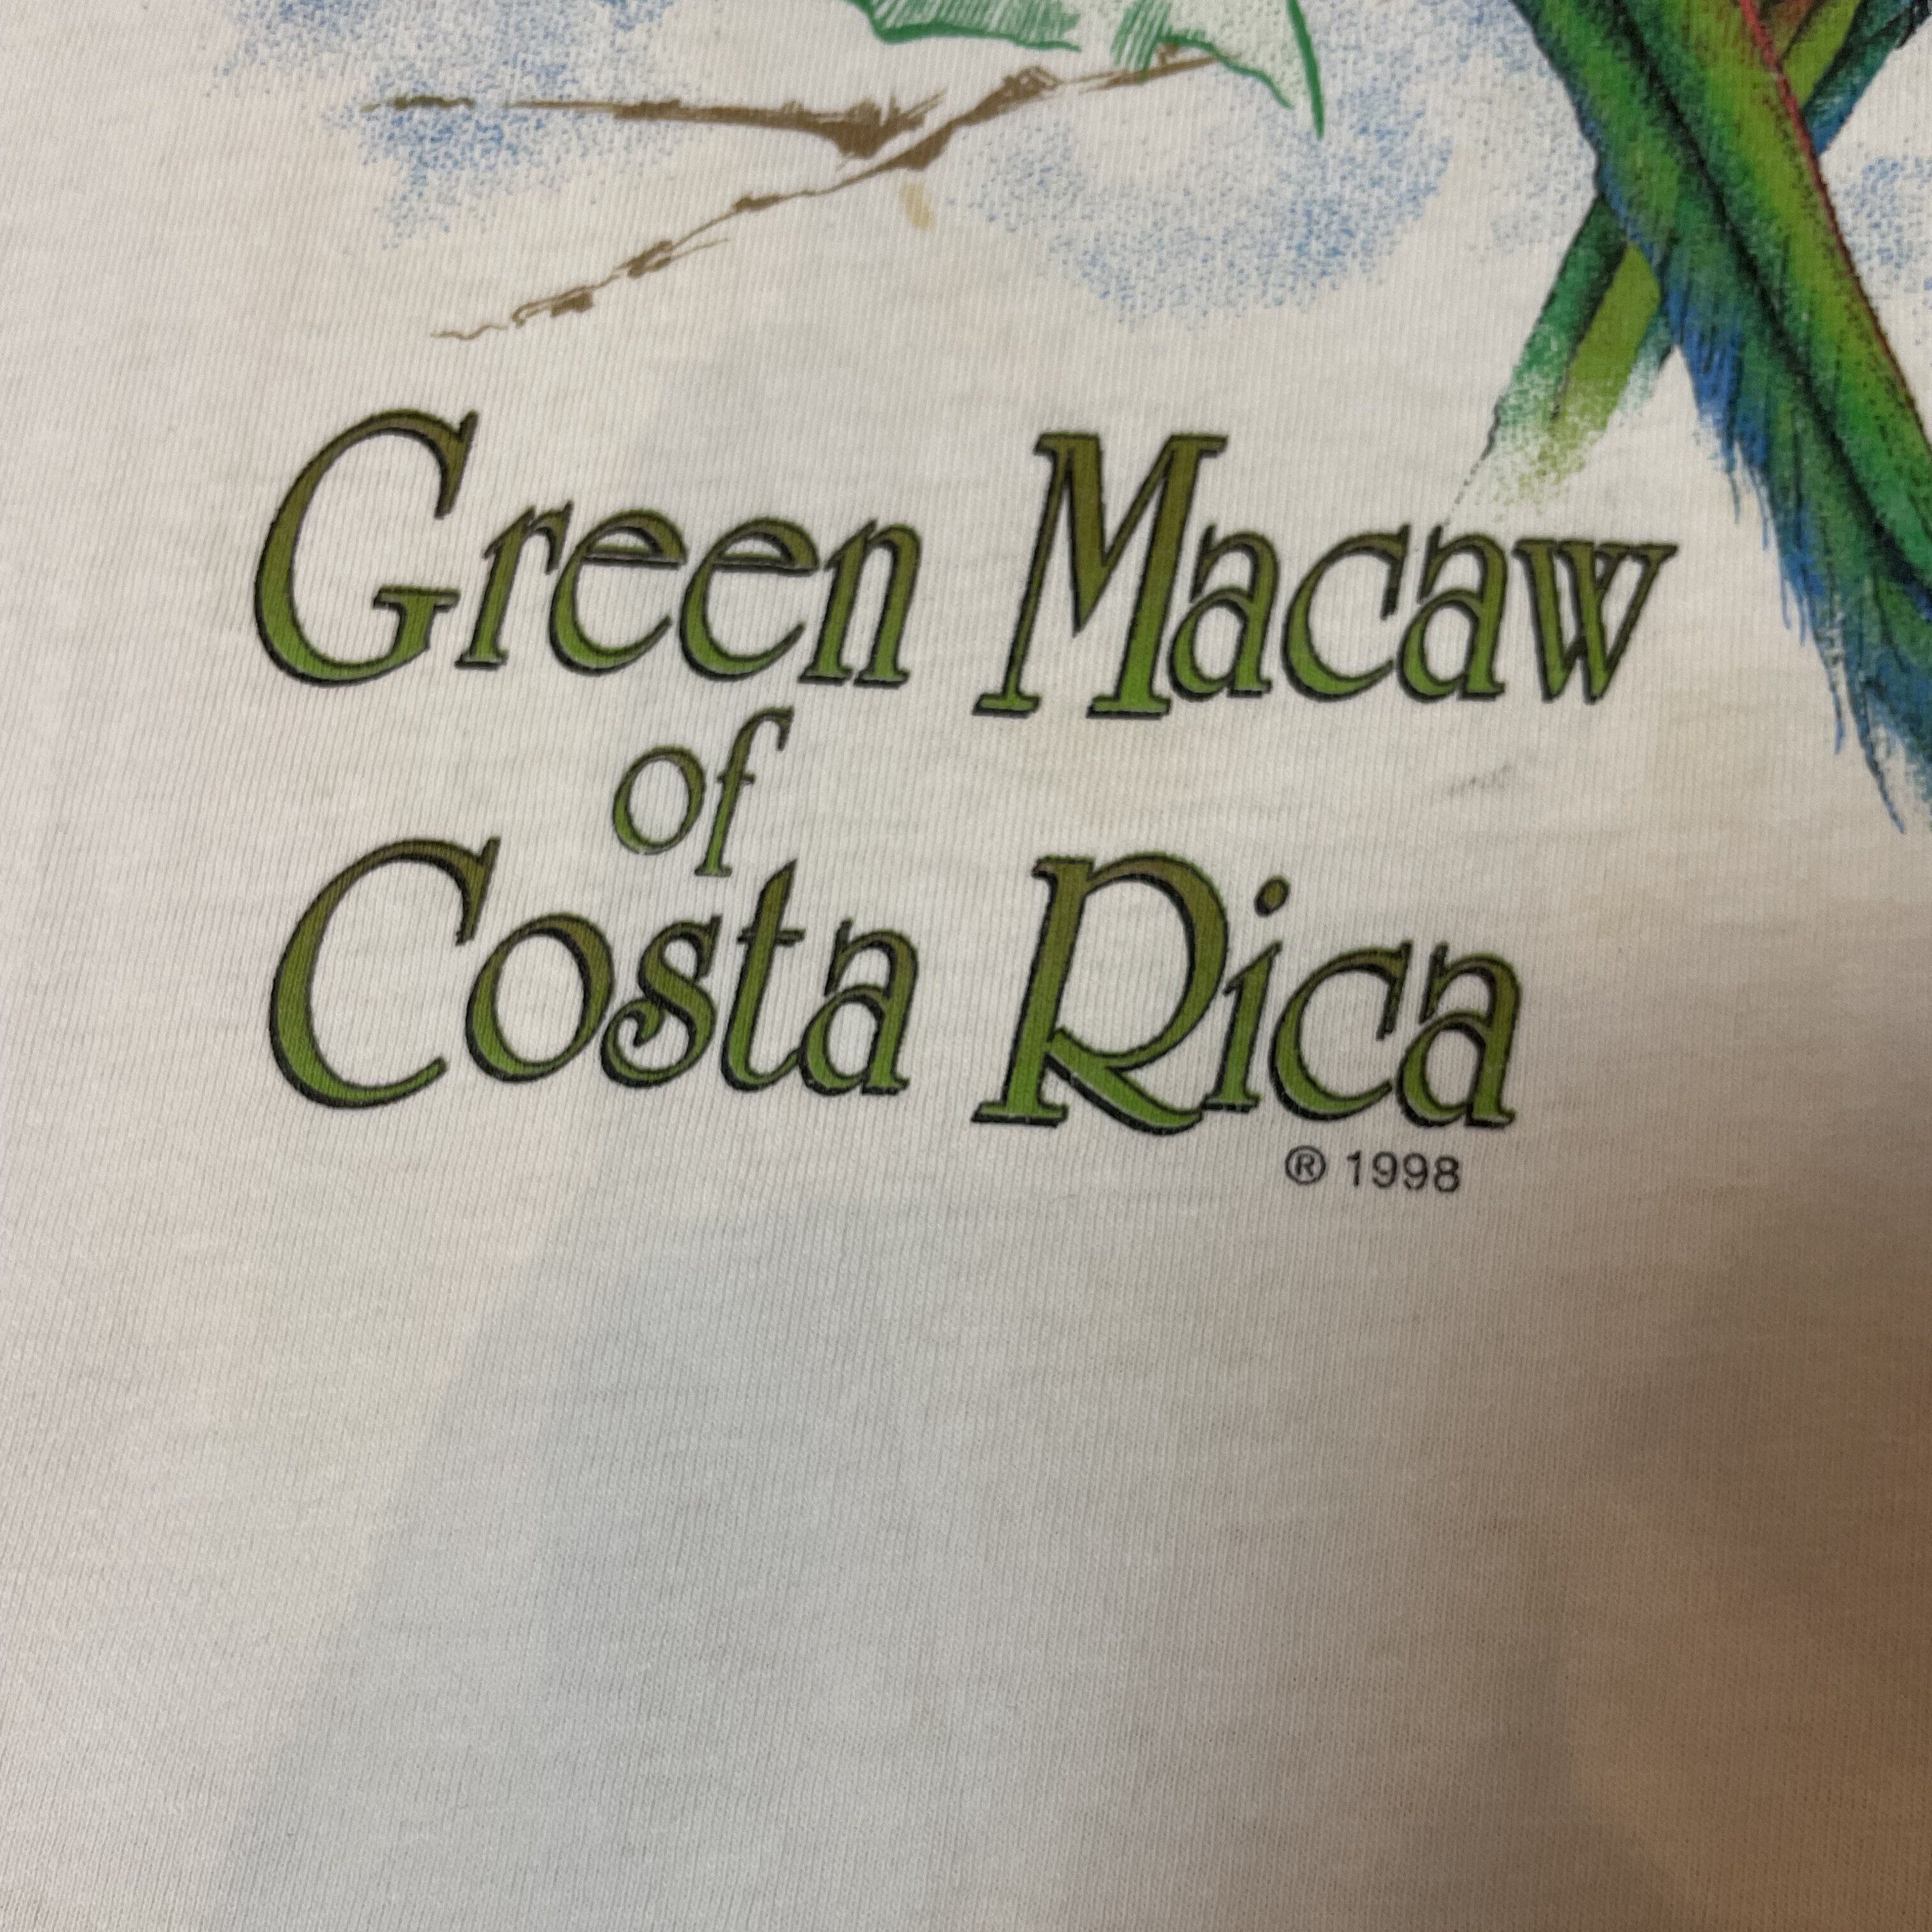 Green Macaw
of
Costa Rica
® 1998